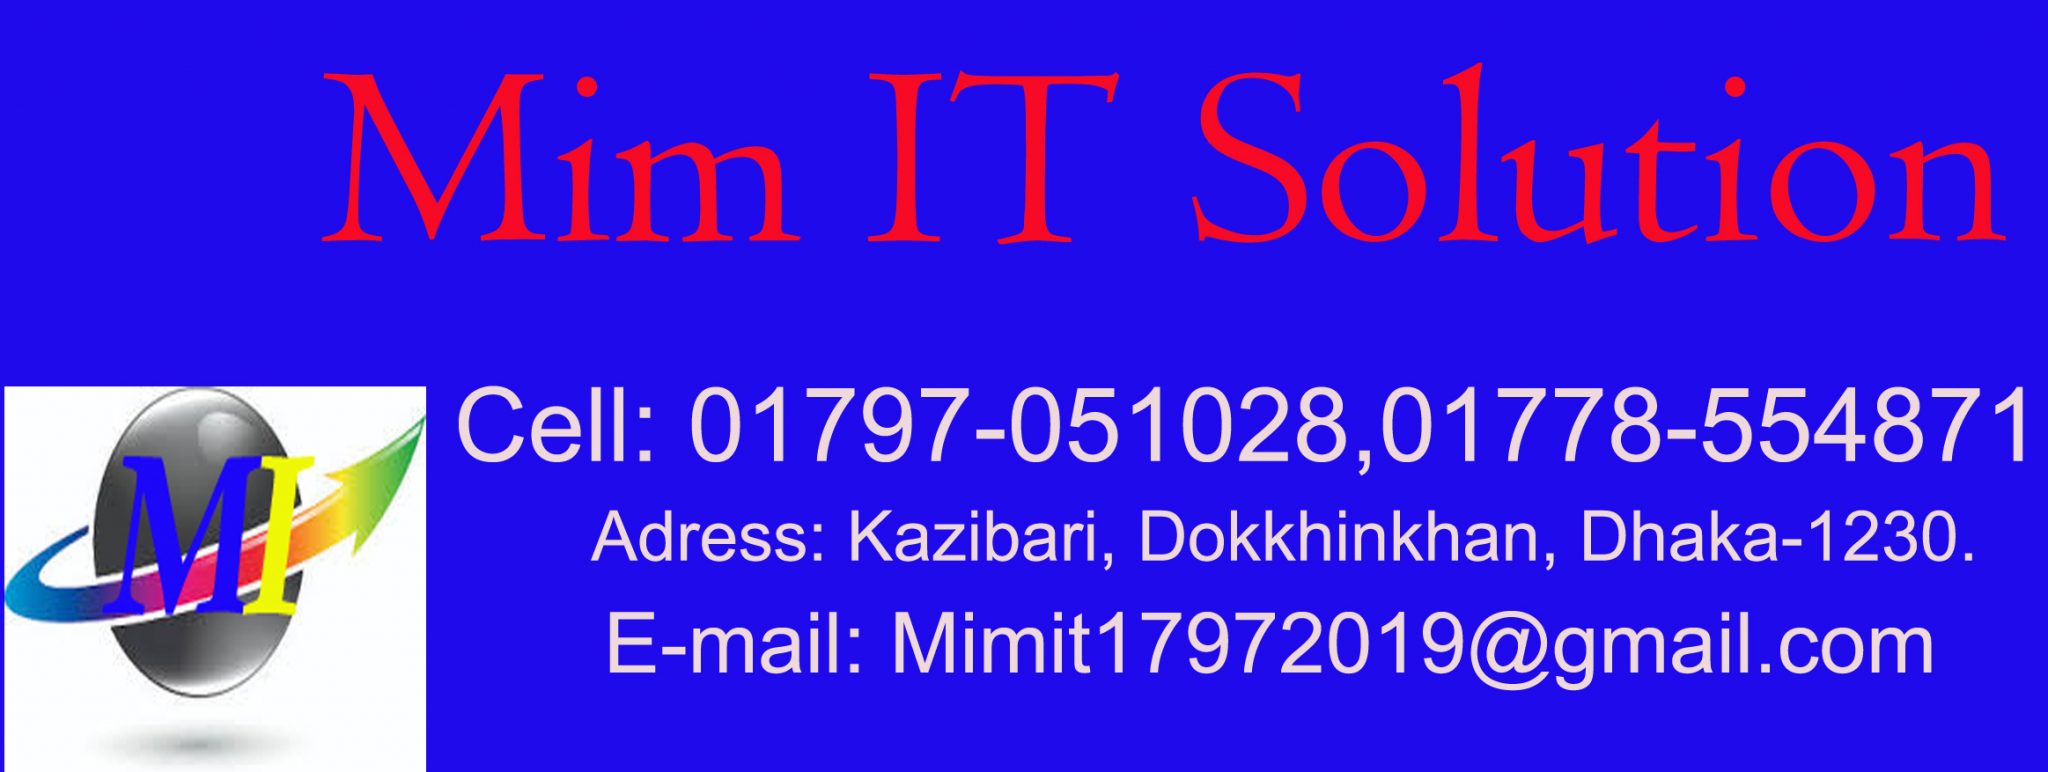 Mim IT Solution
MI
Cell: 01797-051028,01778-554871
Adress: Kazibari, Dokkhinkhan, Dhaka-1230.
E-mail: Mimit17972019@gmail.com